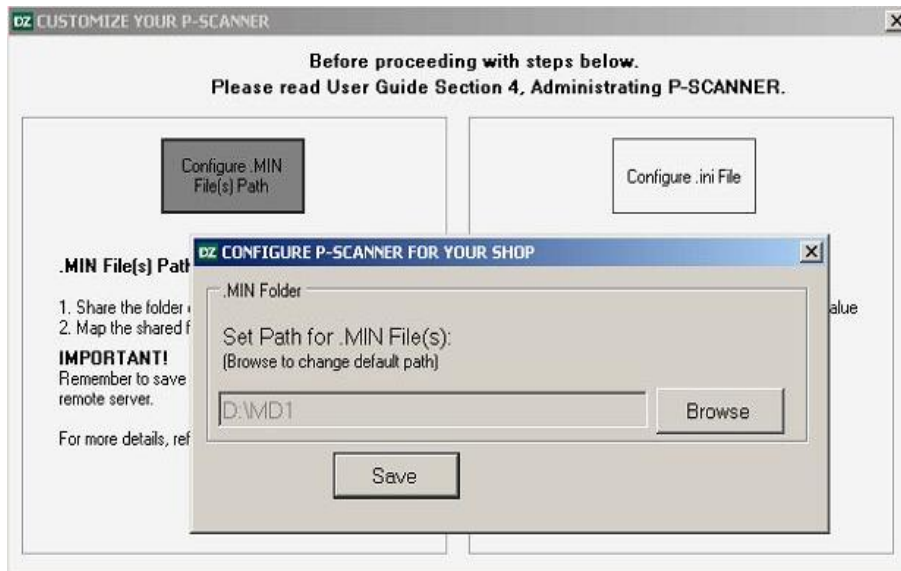 DZ CUSTOMIZE YOUR P-SCANNER
Before proceeding with steps below.
Please read User Guide Section 4, Administrating P-SCANNER.
Configure .MIN
File(s) Path
Configure .ini File
.MIN File(s) Path
1. Share the folder
2. Map the shared
IMPORTANT!
Remember to save
remote server.
For more details,
alue
DZ CONFIGURE P-SCANNER FOR YOUR SHOP
.MIN Folder
Set Path for .MIN File(s):
(Browse to change default path)
D:\MD1
Browse
Save